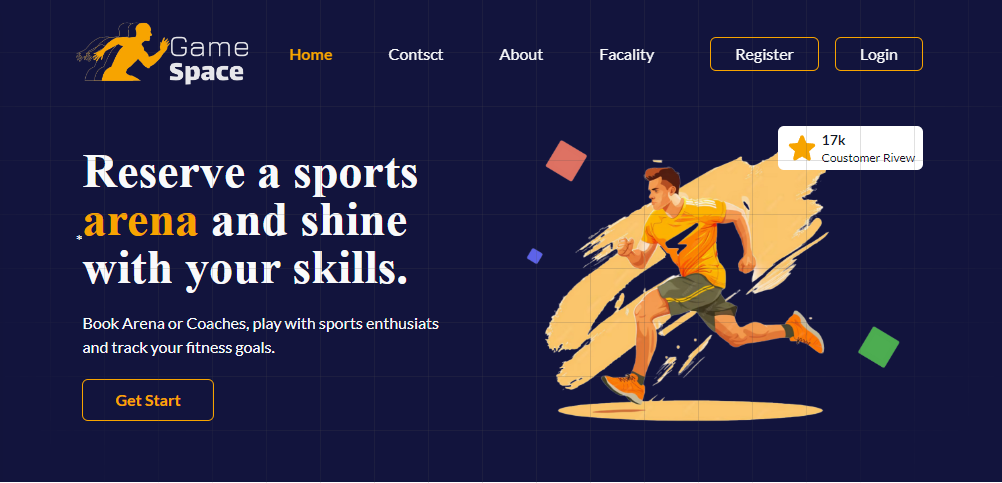 Game
Space
Home
Contsct
About
Facality
Register
Login
17k
Coustomer Rivew
Reserve a sports
arena and shine
*
with your skills.
Book Arena or Coaches, play with sports enthusiats
and track your fitness goals.
Get Start